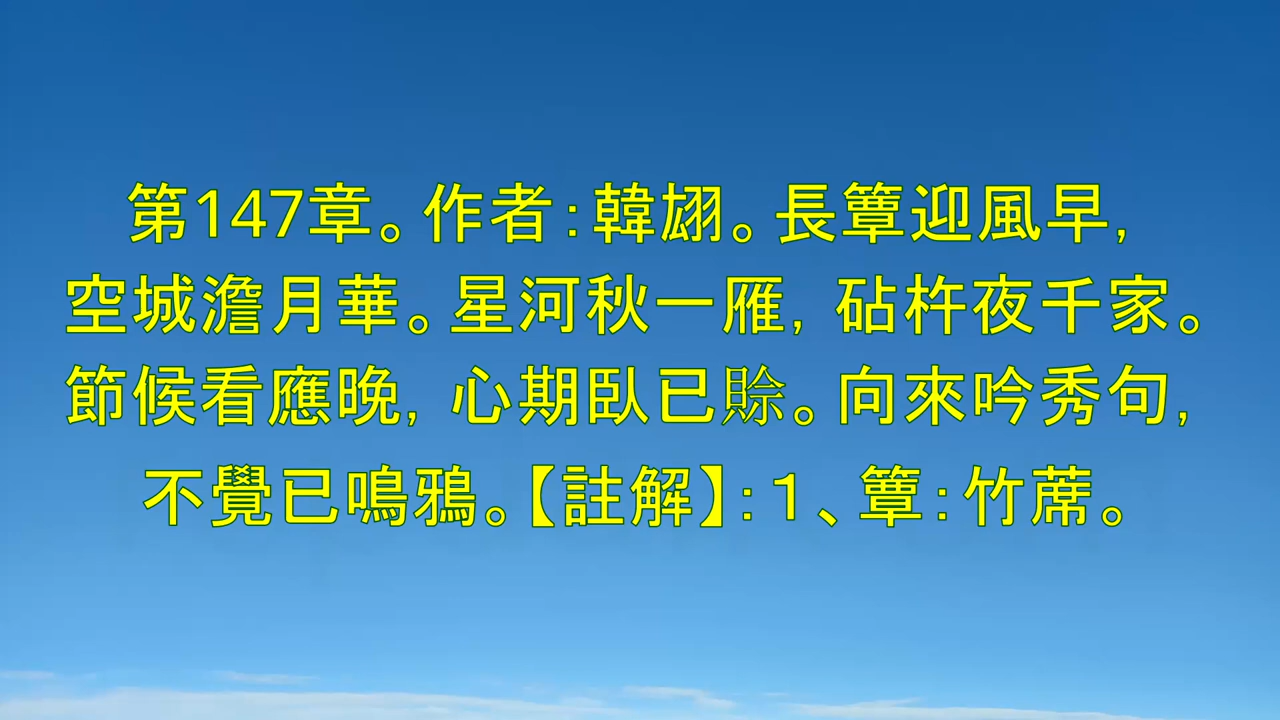 第147章。作者：韓翃。長簟迎風早，
空城澹月華。星河秋一雁，砧杵夜千家。
節候看應晚，心期臥已賒。向來吟秀句，
不覺已鳴鴉。【註解】：1、簟：竹蓆。